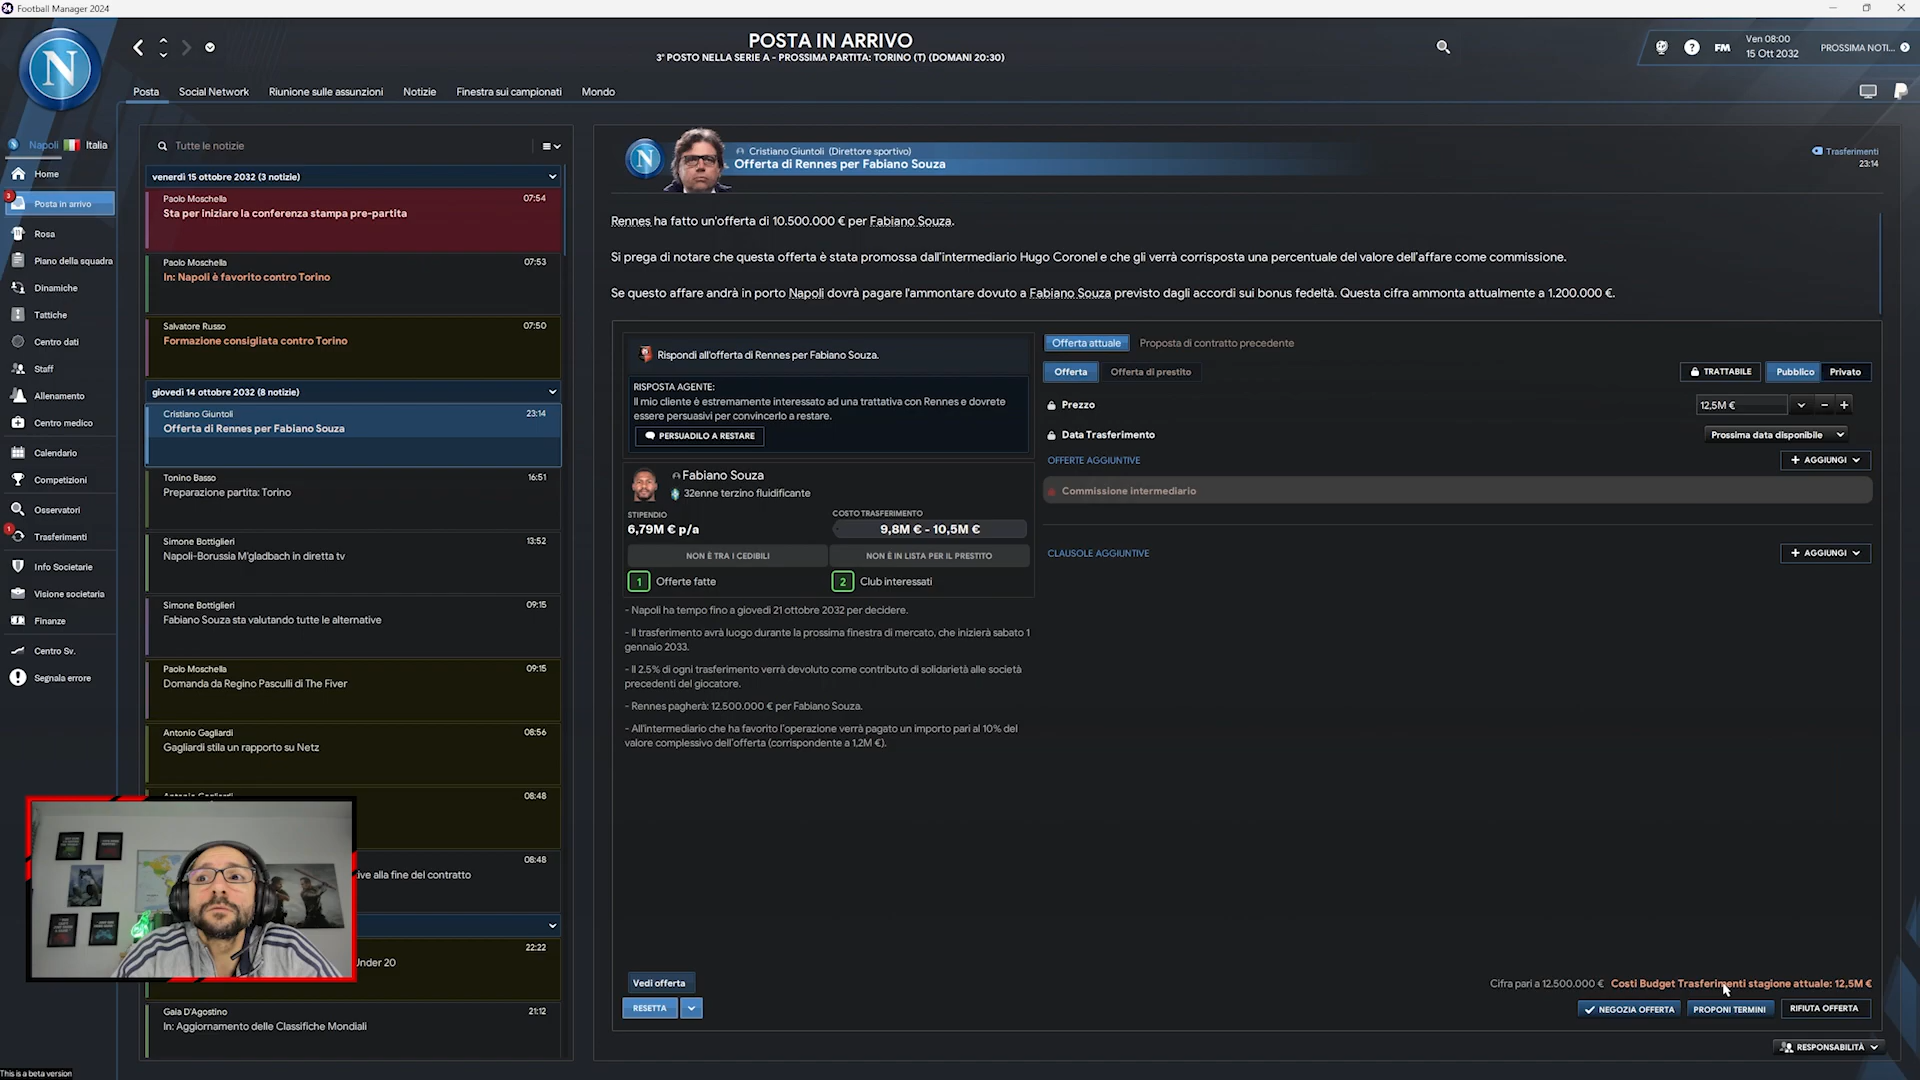 Football Manager 2024
POSTA IN ARRIVO
3° POSTO NELLA SERIE A - PROSSIMA PARTITA: TORINO (T) (DOMANI 20:30)
FM
Ven 08:00
15 Ott 2032
PROSSIMA NOTI...
Posta
Social Network
Riunione sulle assunzioni
Notizie
Finestra sui campionati
Mondo
Napoli
Italia
Home
3
Posta in arrivo
Rosa
Piano della squadra
Dinamiche
Tattiche
Centro dati
Staff
Allenamento
Centro medico
Calendario
Competizioni
Osservatori
1
Trasferimenti
Info Societarie
Visione societaria
Finanze
Centro Sv.
Segnala errore
Tutte le notizie
venerdì 15 ottobre 2032 (3 notizie)
Paolo Moschella 07:54
Sta per iniziare la conferenza stampa pre-partita
Paolo Moschella 07:53
In: Napoli è favorito contro Torino
Salvatore Russo 07:50
Formazione consigliata contro Torino
giovedì 14 ottobre 2032 (8 notizie)
Cristiano Giuntoli 23:14
Offerta di Rennes per Fabiano Souza
Tonino Basso 16:51
Preparazione partita: Torino
Simone Bottiglieri 13:52
Napoli-Borussia M'gladbach in diretta tv
Simone Bottiglieri 09:15
Fabiano Souza sta valutando tutte le alternative
Paolo Moschella 09:15
Domanda da Regino Pasculli di The Fiver
Antonio Gagliardi 08:56
Gagliardi stila un rapporto su Netz
08:48
08:48
ive alla fine del contratto
22:22
Under 20
Gaia D'Agostino 21:12
In: Aggiornamento delle Classifiche Mondiali
Cristiano Giuntoli (Direttore sportivo)
Offerta di Rennes per Fabiano Souza
Trasferimenti
23:14
Rennes ha fatto un'offerta di 10.500.000 € per Fabiano Souza.
Si prega di notare che questa offerta è stata promossa dall'intermediario Hugo Coronel e che gli verrà corrisposta una percentuale del valore dell'affare come commissione.
Se questo affare andrà in porto Napoli dovrà pagare l'ammontare dovuto a Fabiano Souza previsto dagli accordi sui bonus fedeltà. Questa cifra ammonta attualmente a 1.200.000 €.
Rispondi all'offerta di Rennes per Fabiano Souza.
RISPOSTA AGENTE:
Il mio cliente è estremamente interessato ad una trattativa con Rennes e dovrete
essere persuasivi per convincerlo a restare.
PERSUADILO A RESTARE
Fabiano Souza
32enne terzino fluidificante
STIPENDIO
6,79M € p/a
COSTO TRASFERIMENTO
9,8M € - 10,5M €
NON È TRA I CEDIBILI
NON È IN LISTA PER IL PRESTITO
1 Offerte fatte
2 Club interessati
- Napoli ha tempo fino a giovedì 21 ottobre 2032 per decidere.
- Il trasferimento avrà luogo durante la prossima finestra di mercato, che inizierà sabato 1
gennaio 2033.
- Il 2.5% di ogni trasferimento verrà devoluto come contributo di solidarietà alle società
precedenti del giocatore.
- Rennes pagherà: 12.500.000 € per Fabiano Souza.
- All'intermediario che ha favorito l'operazione verrà pagato un importo pari al 10% del
valore complessivo dell'offerta (corrispondente a 1,2M €).
Vedi offerta
RESETTA
Offerta attuale
Proposta di contratto precedente
Offerta
Offerta di prestito
TRATTABILE
Pubblico
Privato
Prezzo
12,5M €
Data Trasferimento
Prossima data disponibile
OFFERTE AGGIUNTIVE
AGGIUNGI
Commissione intermediario
CLAUSOLE AGGIUNTIVE
AGGIUNGI
Cifra pari a 12.500.000 € Costi Budget Trasferimenti stagione attuale: 12,5M €
NEGOZIA OFFERTA
PROPONI TERMINI
RIFIUTA OFFERTA
RESPONSABILITÀ
This is a beta version